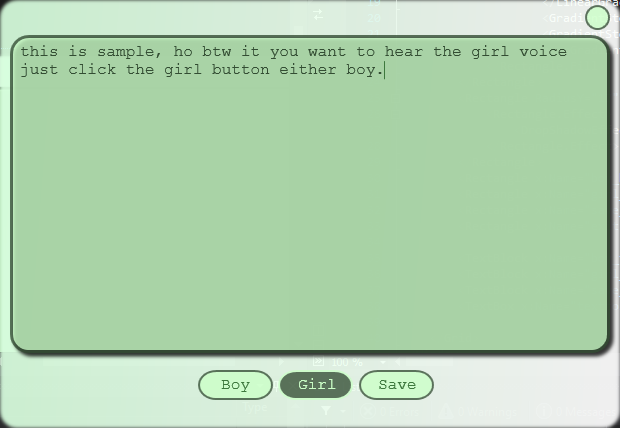 this is sample, ho btw it you want to hear the girl voice
just click the girl button either boy.
100 %
Boy
Girl
Save